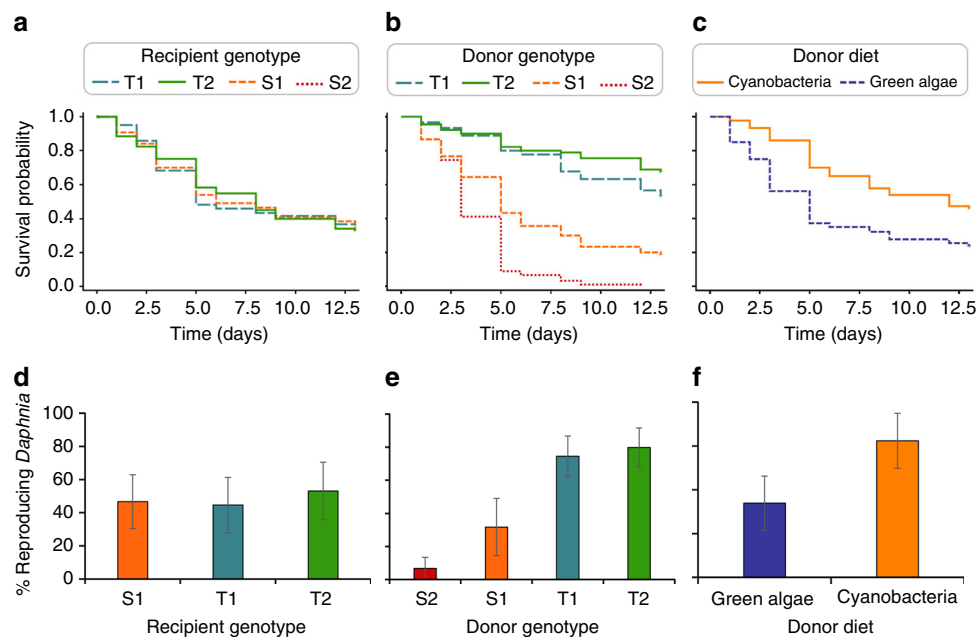 a
Recipient genotype
T1 T2 S1 S2
b
Donor genotype
T1 T2 S1 S2
c
Donor diet
Cyanobacteria Green algae
Survival probability
1.0
0.8
0.6
0.4
0.2
0.0
0.0 2.5 5.0 7.5 10.0 12.5
Time (days)
0.0 2.5 5.0 7.5 10.0 12.5
Time (days)
0.0 2.5 5.0 7.5 10.0 12.5
Time (days)
d
% Reproducing Daphnia
100
80
60
40
20
0
S1 T1 T2
Recipient genotype
e
S2 S1 T1 T2
Donor genotype
f
Green algae Cyanobacteria
Donor diet